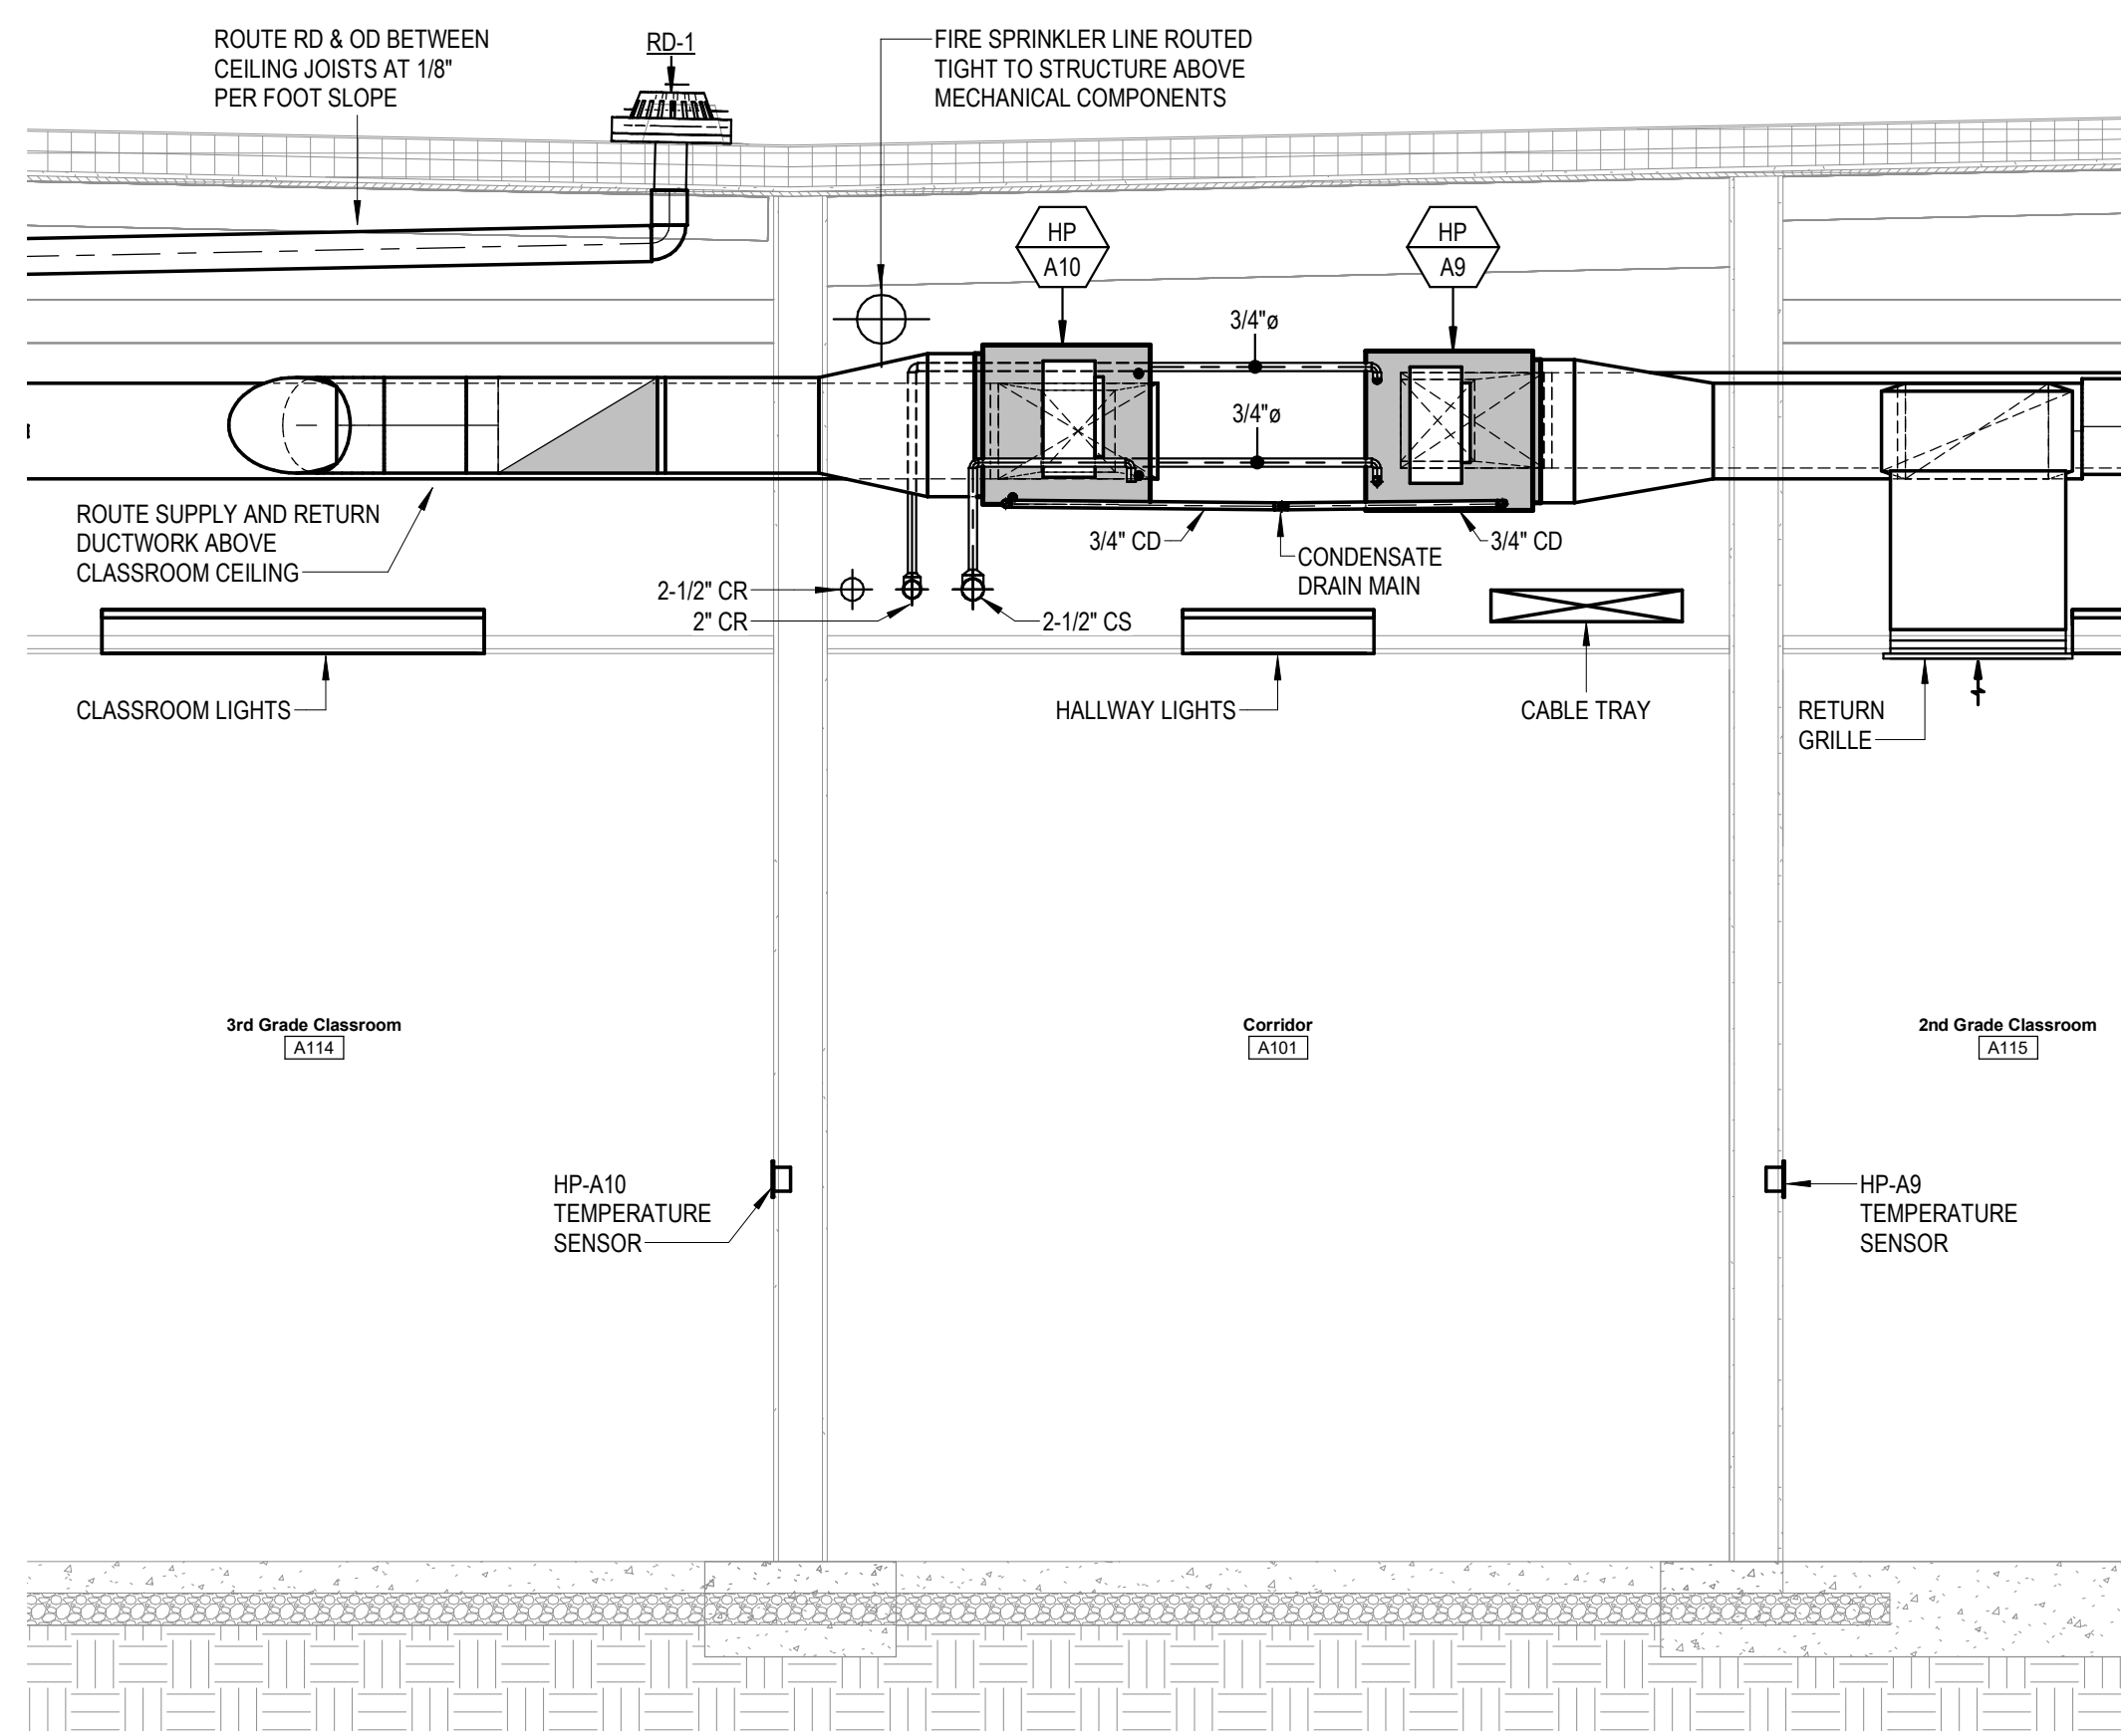 ROUTE RD & OD BETWEEN
CEILING JOISTS AT 1/8"
PER FOOT SLOPE
RD-1
FIRE SPRINKLER LINE ROUTED
TIGHT TO STRUCTURE ABOVE
MECHANICAL COMPONENTS
HP
A10
HP
A9
3/4"ø
3/4"ø
ROUTE SUPPLY AND RETURN
DUCTWORK ABOVE
CLASSROOM CEILING
3/4" CD
CONDENSATE
DRAIN MAIN
3/4" CD
2-1/2" CR
2" CR
2-1/2" CS
CLASSROOM LIGHTS
HALLWAY LIGHTS
CABLE TRAY
RETURN
GRILLE
3rd Grade Classroom
A114
Corridor
A101
2nd Grade Classroom
A115
HP-A10
TEMPERATURE
SENSOR
HP-A9
TEMPERATURE
SENSOR